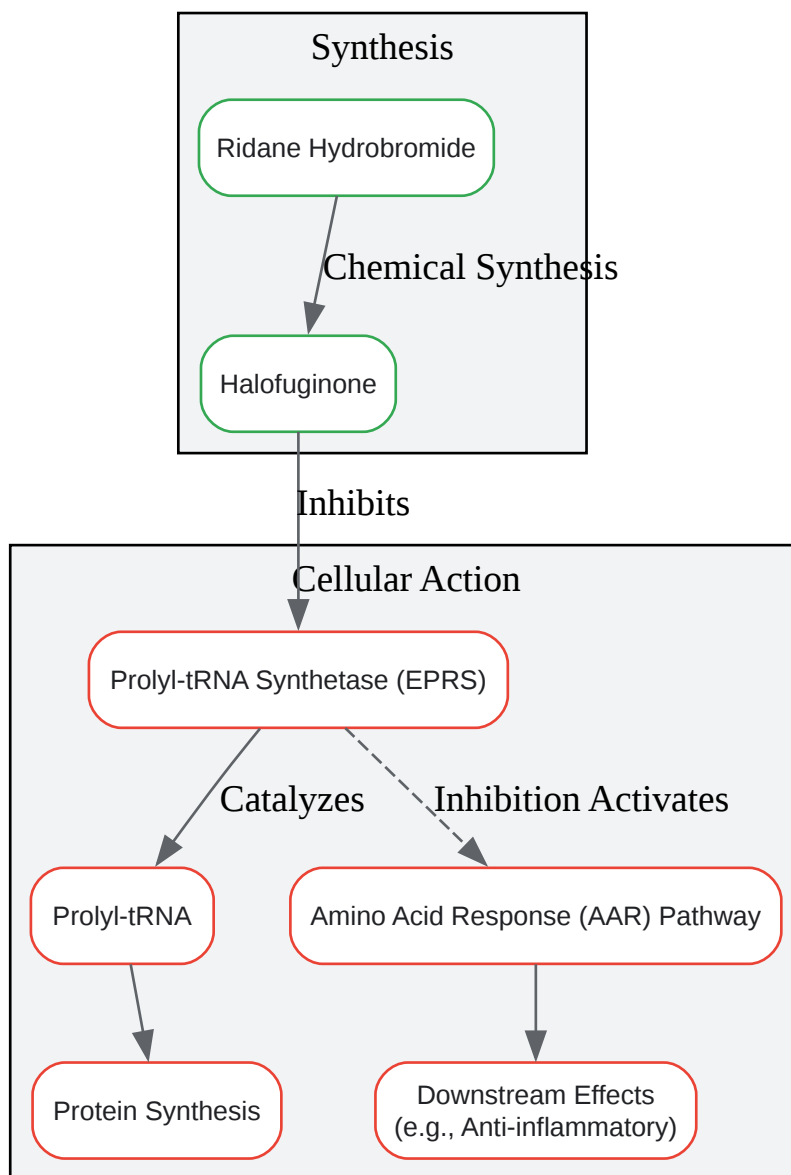 Synthesis
Ridane Hydrobromide
Chemical Synthesis
Halofuginone
Inhibits
Cellular Action
Prolyl-tRNA Synthetase (EPRS)
Catalyzes
Inhibition Activates
Prolyl-tRNA
Amino Acid Response (AAR) Pathway
Protein Synthesis
Downstream Effects
(e.g., Anti-inflammatory)